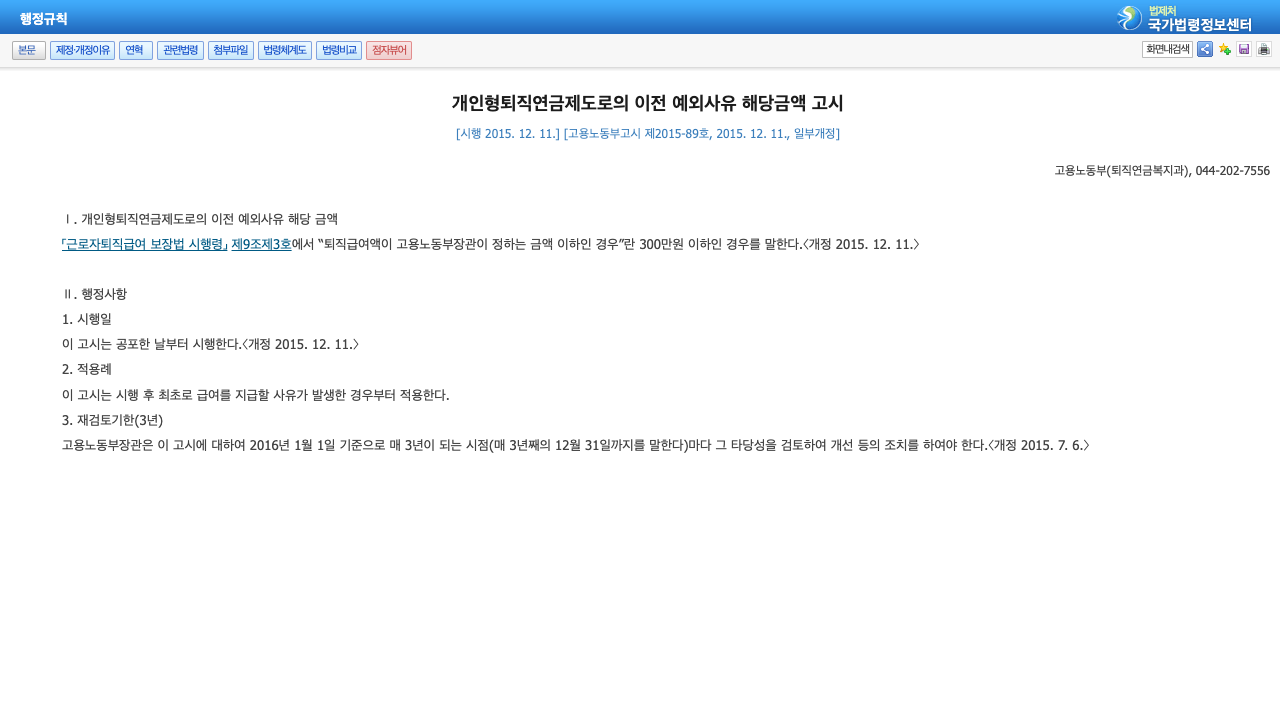 행정규칙
법제처
국가법령정보센터
본문 제정·개정이유 연혁 관련법령 첨부파일 법령체계도 법령비교 점자뷰어 화면내검색
개인형퇴직연금제도로의 이전 예외사유 해당금액 고시
[시행 2015. 12. 11.] [고용노동부고시 제2015-89호, 2015. 12. 11., 일부개정]
고용노동부(퇴직연금복지과), 044-202-7556
Ⅰ. 개인형퇴직연금제도로의 이전 예외사유 해당 금액
「근로자퇴직급여 보장법 시행령」 제9조제3호에서 “퇴직급여액이 고용노동부장관이 정하는 금액 이하인 경우”란 300만원 이하인 경우를 말한다.<개정 2015. 12. 11.>
Ⅱ. 행정사항
1. 시행일
이 고시는 공포한 날부터 시행한다.<개정 2015. 12. 11.>
2. 적용례
이 고시는 시행 후 최초로 급여를 지급할 사유가 발생한 경우부터 적용한다.
3. 재검토기한(3년)
고용노동부장관은 이 고시에 대하여 2016년 1월 1일 기준으로 매 3년이 되는 시점(매 3년째의 12월 31일까지를 말한다)마다 그 타당성을 검토하여 개선 등의 조치를 하여야 한다.<개정 2015. 7. 6.>